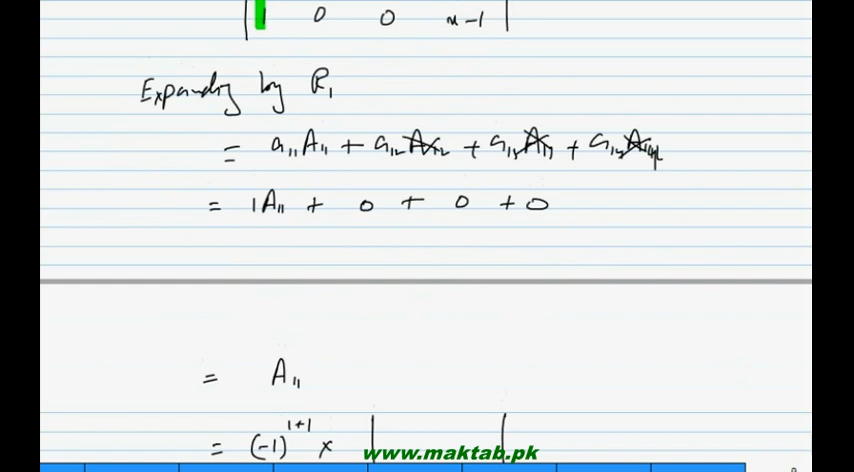 | 1 0 0 x-1 |
Expanding by R₁
= a₁₁A₁₁ + a₁₂A₁₂ + a₁₃A₁₃ + a₁₄A₁₄
= 1A₁₁ + 0 + 0 + 0
= A₁₁
= (-1)¹⁺¹ × | |
www.maktab.pk